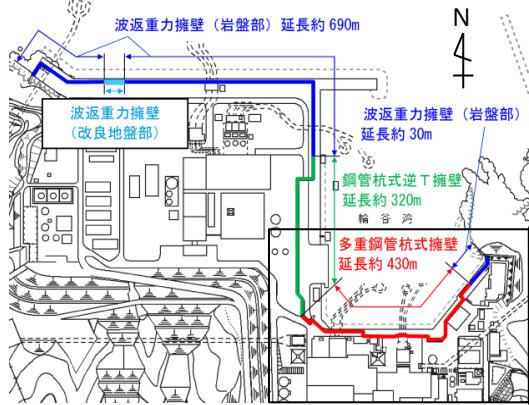 波返重力擁壁（岩盤部）延長約 690m
N
波返重力擁壁
（改良地盤部）
波返重力擁壁（岩盤部）
延長約 30m
鋼管杭式逆Ｔ擁壁
延長約 320m
輪谷湾
多重鋼管杭式擁壁
延長約 430m